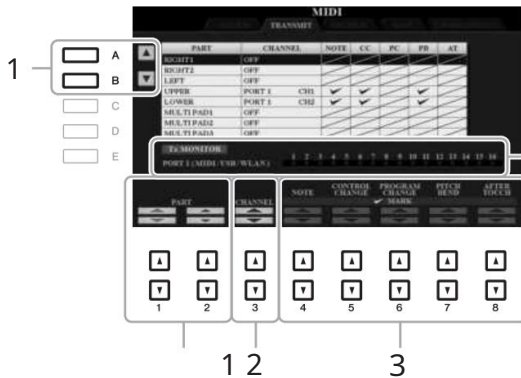 MIDI
TRANSMIT
1
A
B
C
D
E
PART CHANNEL NOTE CC PC PB AT
RIGHT1 OFF
RIGHT2 OFF
LEFT OFF
UPPER PORT 1 CH1
LOWER PORT 1 CH2
MULTI PAD1 OFF
MULTI PAD2 OFF
MULTI PAD3 OFF
Tx MONITOR
PORT 1 (MIDI/USB/WLAN) 1 2 3 4 5 6 7 8 9 10 11 12 13 14 15 16
PART CHANNEL NOTE CONTROL CHANGE PROGRAM CHANGE PITCH BEND AFTER TOUCH
MARK
1 2 3 4 5 6 7 8
1 2 3